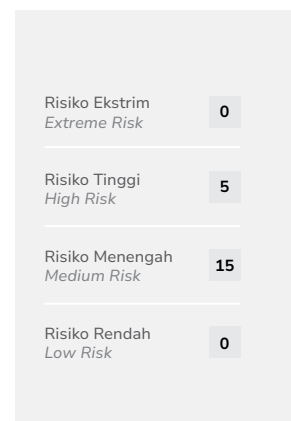 Risiko Ekstrim
Extreme Risk
0
Risiko Tinggi
High Risk
5
Risiko Menengah
Medium Risk
15
Risiko Rendah
Low Risk
0